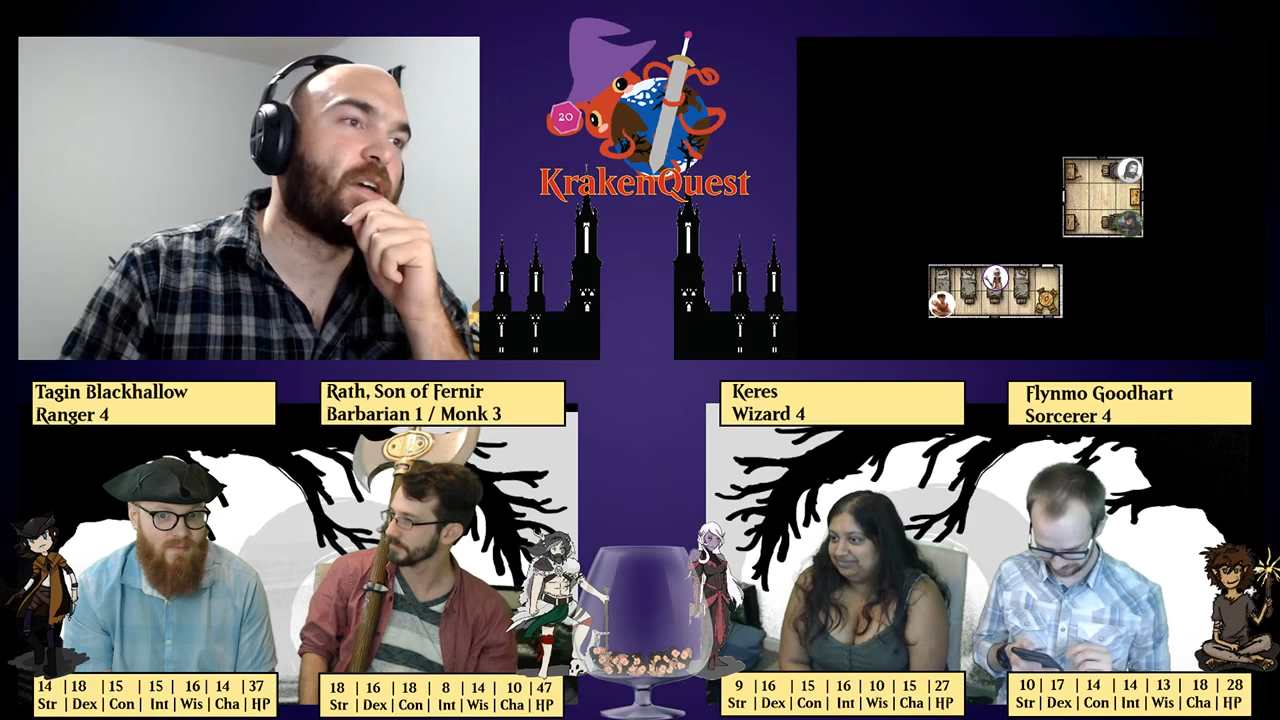 20
KrakenQuest
Tagin Blackhallow
Ranger 4
Rath, Son of Fernir
Barbarian 1 / Monk 3
Keres
Wizard 4
Flynmo Goodhart
Sorcerer 4
14 | 18 | 15 | 15 | 16 | 14 | 37
Str | Dex | Con | Int | Wis | Cha | HP
18 | 16 | 18 | 8 | 14 | 10 | 47
Str | Dex | Con | Int | Wis | Cha | HP
9 | 16 | 15 | 16 | 10 | 15 | 27
Str | Dex | Con | Int | Wis | Cha | HP
10 | 17 | 14 | 14 | 13 | 18 | 28
Str | Dex | Con | Int | Wis | Cha | HP